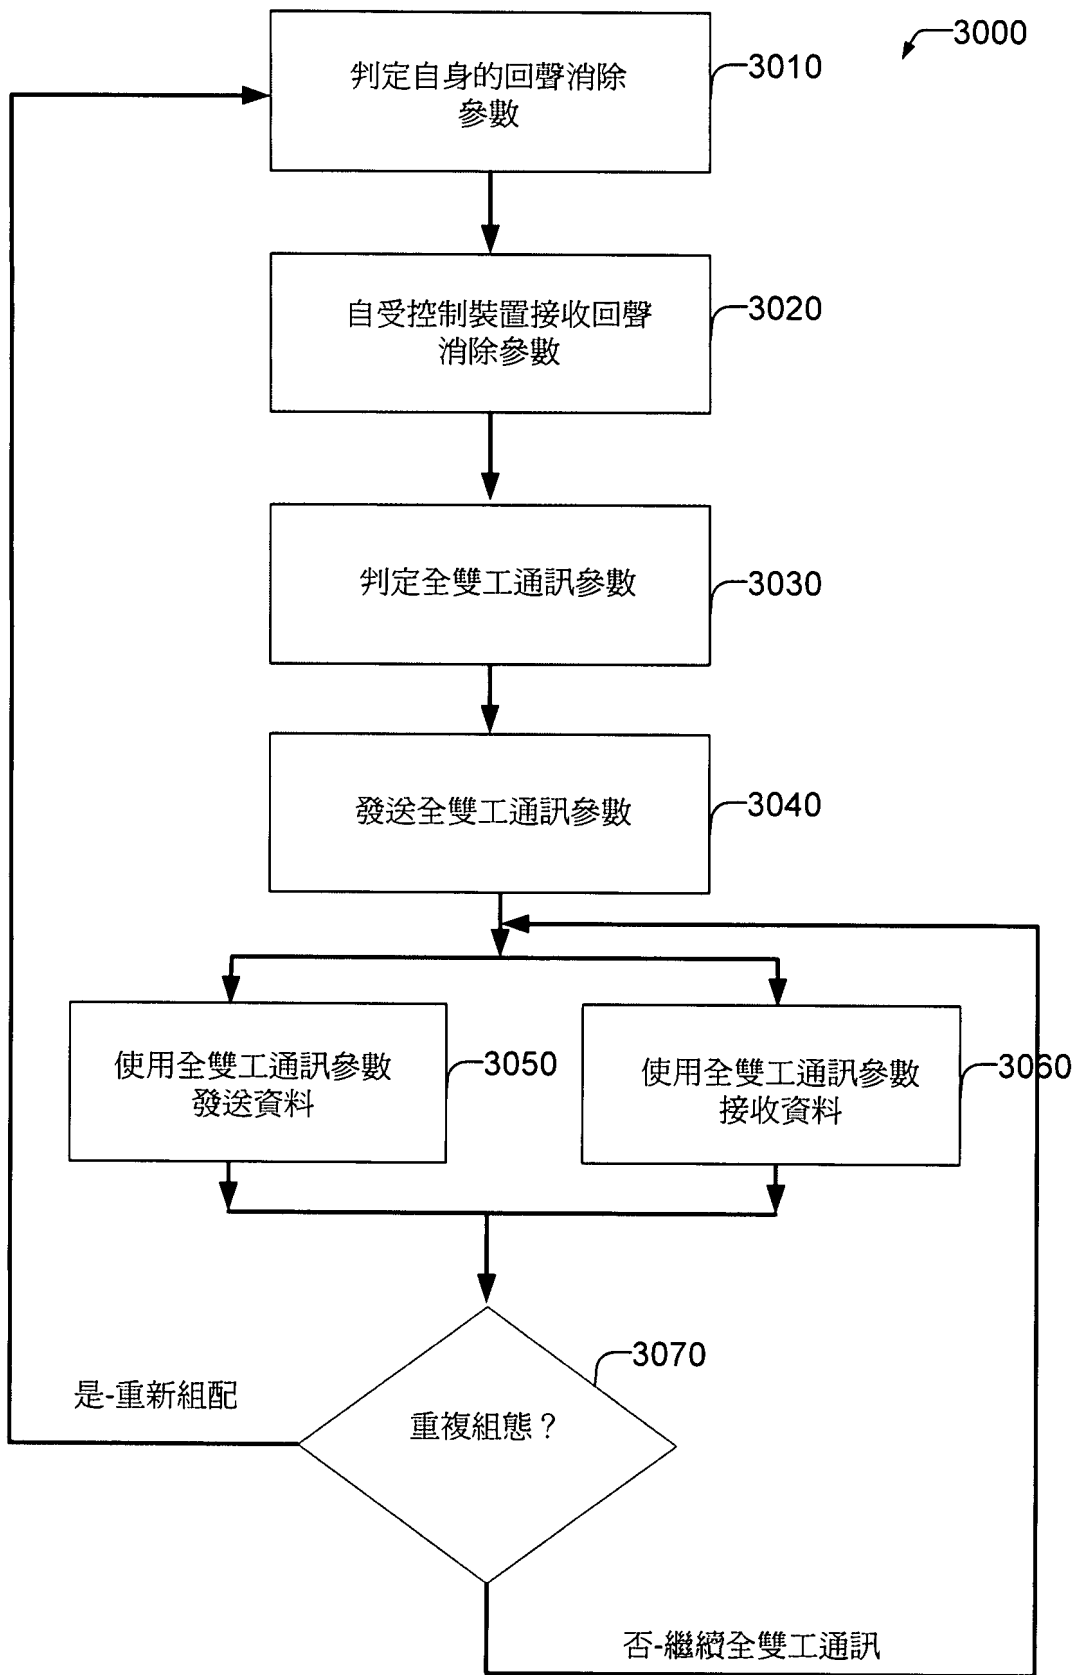 3000
判定自身的回聲消除
參數
3010
自受控制裝置接收回聲
消除參數
3020
判定全雙工通訊參數
3030
發送全雙工通訊參數
3040
使用全雙工通訊參數
發送資料
3050
使用全雙工通訊參數
接收資料
3060
3070
是-重新組配
重複組態？
否-繼續全雙工通訊